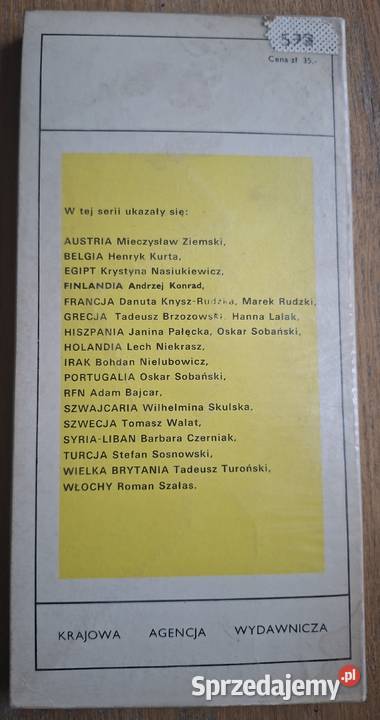 573
Cena zł 35.-
W tej serii ukazały się:
AUSTRIA Mieczysław Ziemski,
BELGIA Henryk Kurta,
EGIPT Krystyna Nasiukiewicz,
FINLANDIA Andrzej Konrad,
FRANCJA Danuta Knysz-Rudzka, Marek Rudzki,
GRECJA Tadeusz Brzozowski, Hanna Lalak,
HISZPANIA Janina Pałęcka, Oskar Sobański,
HOLANDIA Lech Niekrasz,
IRAK Bohdan Nielubowicz,
PORTUGALIA Oskar Sobański,
RFN Adam Bajcar,
SZWAJCARIA Wilhelmina Skulska,
SZWECJA Tomasz Walat,
SYRIA-LIBAN Barbara Czerniak,
TURCJA Stefan Sosnowski,
WIELKA BRYTANIA Tadeusz Turoński,
WŁOCHY Roman Szałas.
KRAJOWA AGENCJA WYDAWNICZA
Sprzedajemy.pl